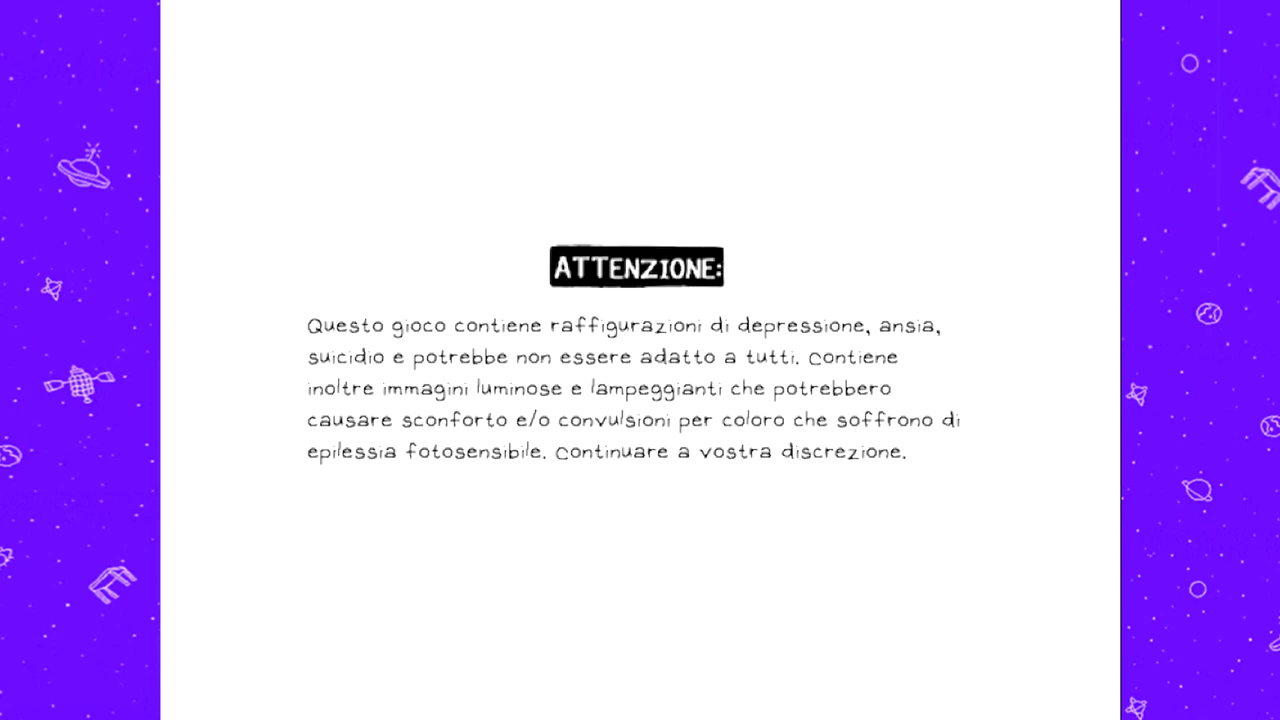 ATTENZIONE:
Questo gioco contiene raffigurazioni di depressione, ansia,
suicidio e potrebbe non essere adatto a tutti. Contiene
inoltre immagini luminose e lampeggianti che potrebbero
causare sconforto e/o convulsioni per coloro che soffrono di
epilessia fotosensibile. Continuare a vostra discrezione.